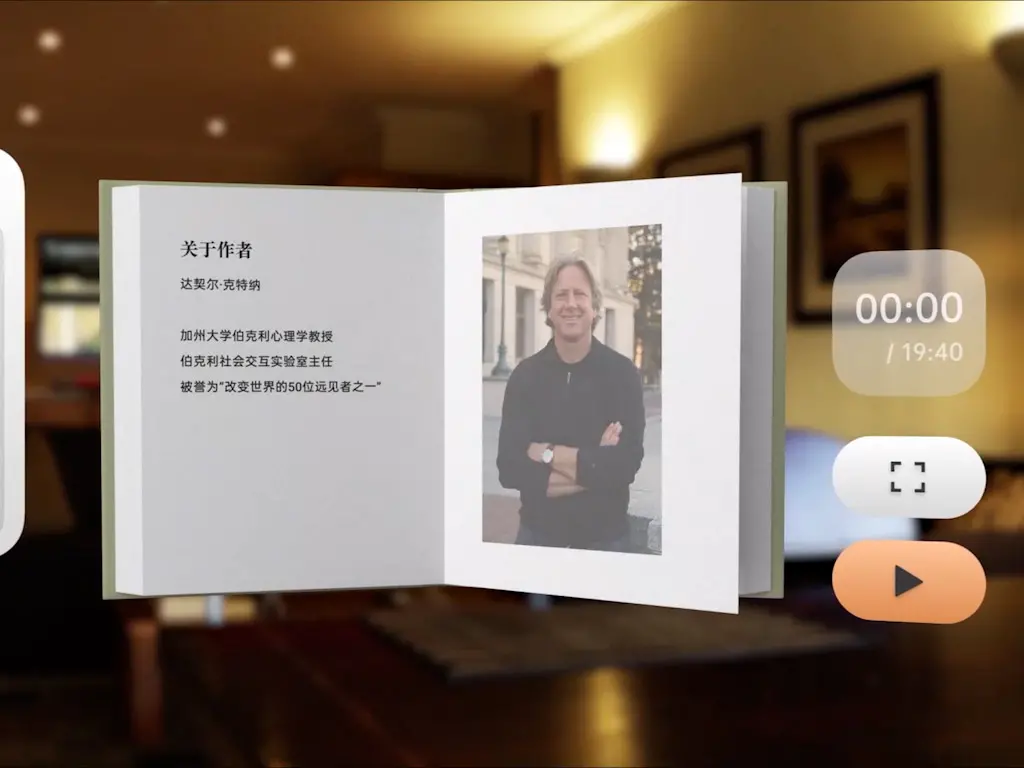 关于作者
达契尔·克特纳
加州大学伯克利心理学教授
伯克利社会交互实验室主任
被誉为“改变世界的50位远见者之一”
00:00
/ 19:40